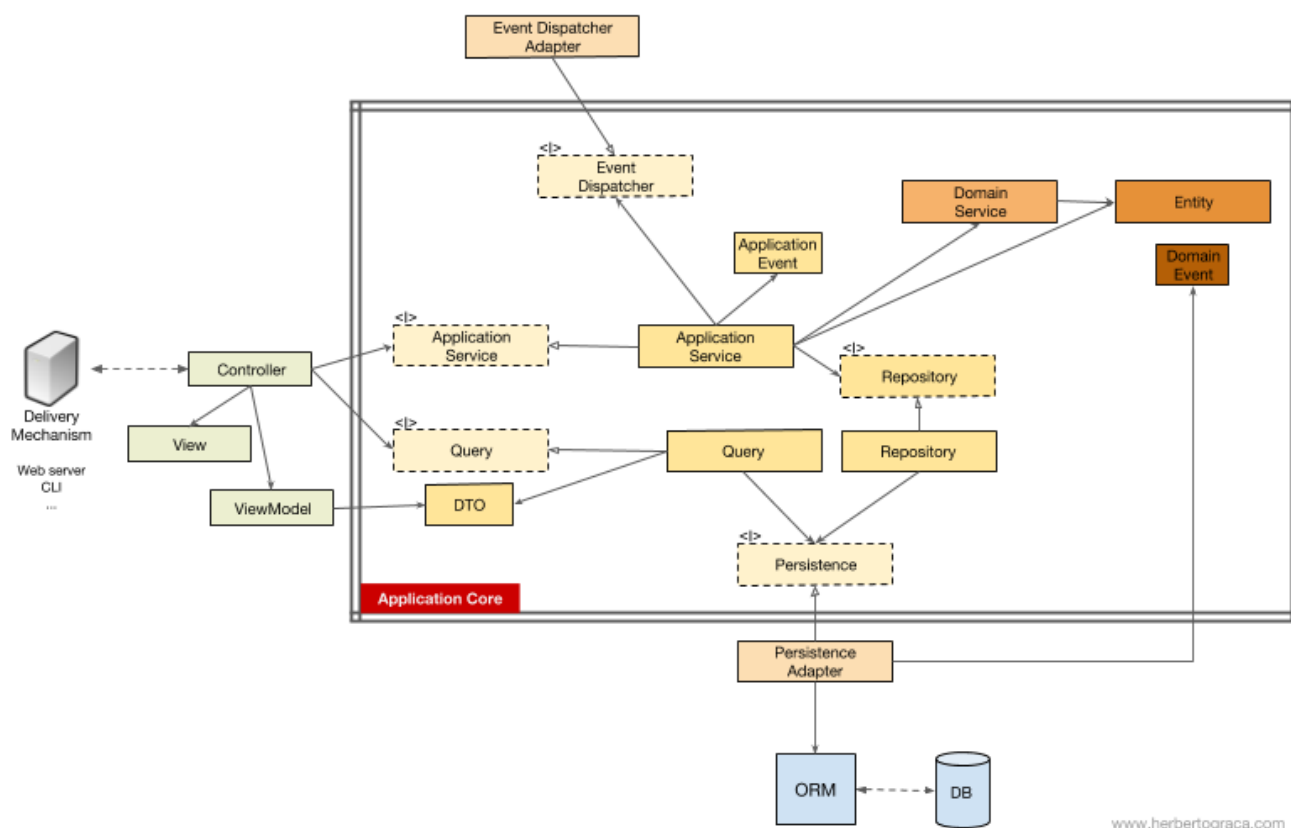 Event Dispatcher
Adapter
<I>
Event
Dispatcher
Domain
Service
Entity
Application
Event
Domain
Event
<I>
Application
Service
Application
Service
<I>
Repository
Controller
Delivery
Mechanism
Web server
CLI
...
View
<I>
Query
Query
Repository
ViewModel
DTO
<I>
Persistence
Application Core
Persistence
Adapter
ORM
DB
www.herbertograca.com